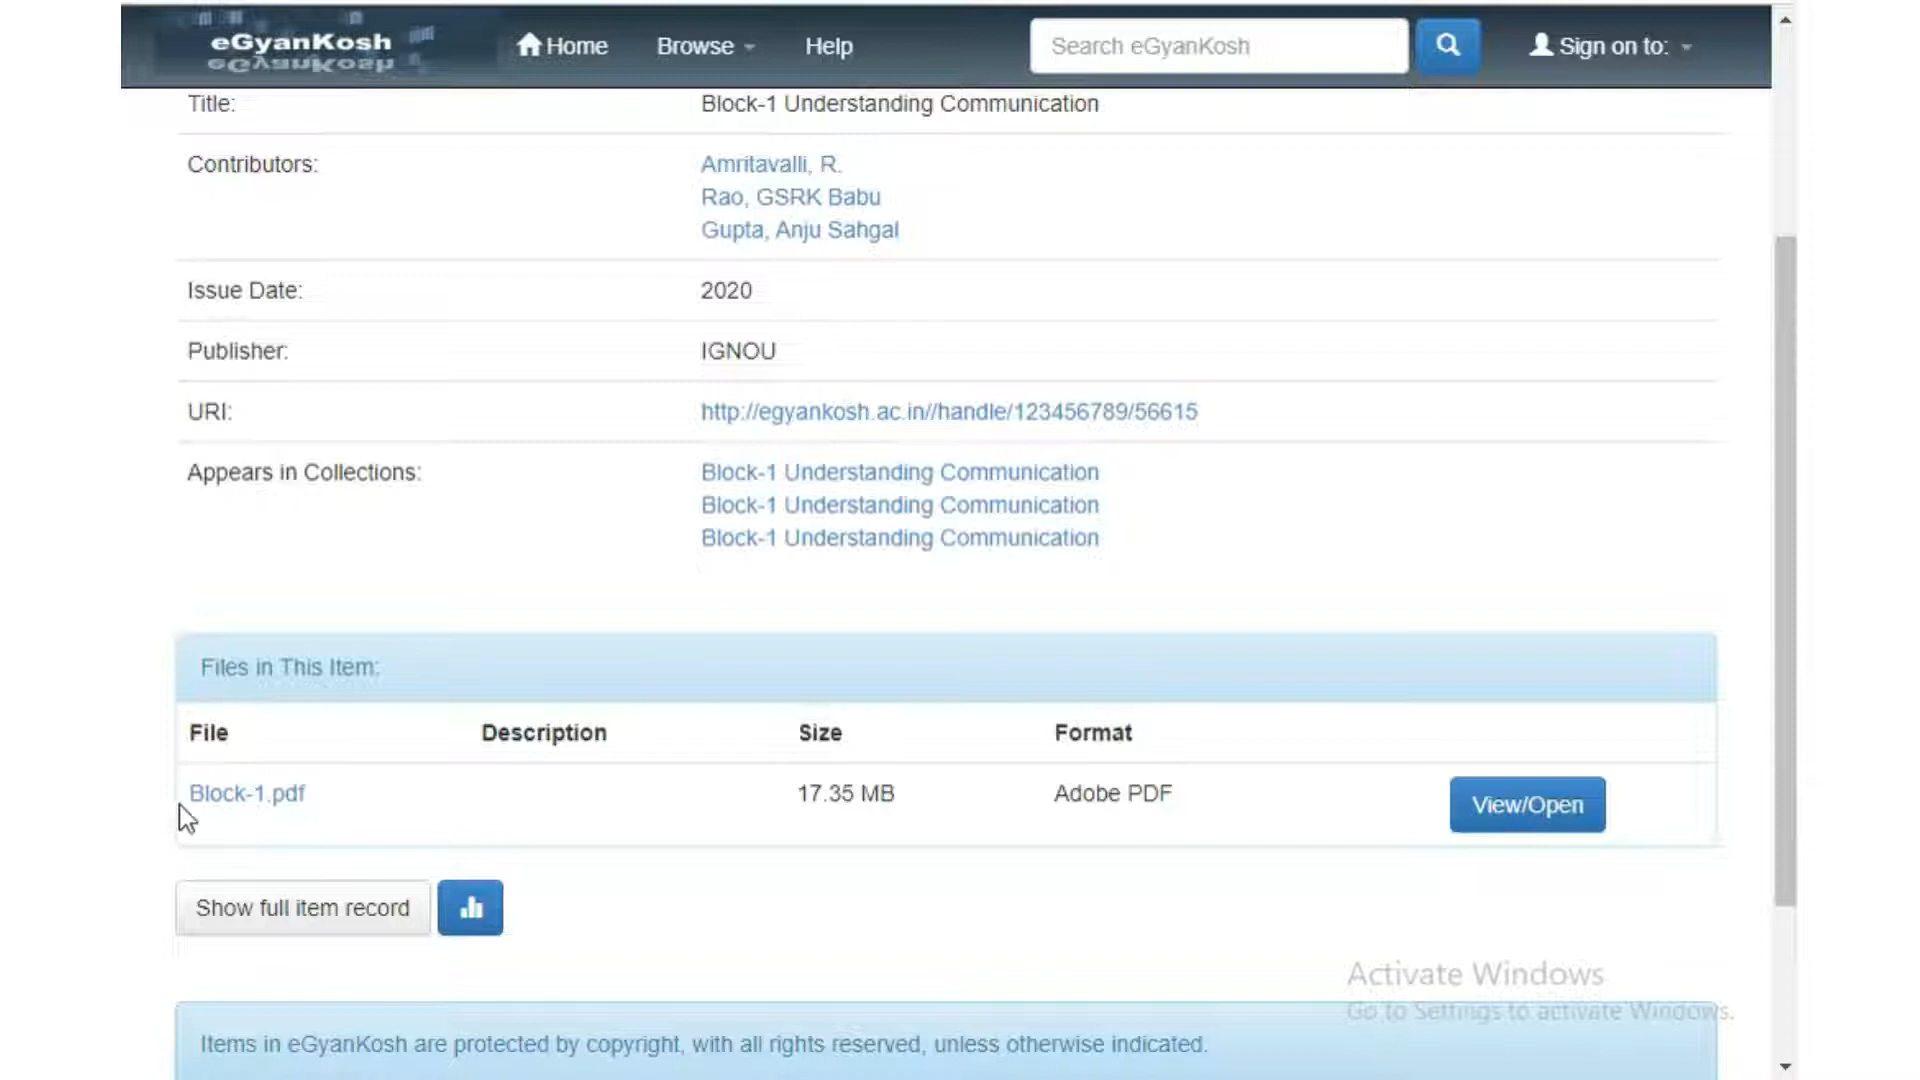 eGyanKosh
Home
Browse
Help
Search eGyanKosh
Sign on to:
Title:
Block-1 Understanding Communication
Contributors:
Amritavalli, R.
Rao, GSRK Babu
Gupta, Anju Sahgal
Issue Date:
2020
Publisher:
IGNOU
URI:
http://egyankosh.ac.in//handle/123456789/56615
Appears in Collections:
Block-1 Understanding Communication
Block-1 Understanding Communication
Block-1 Understanding Communication
Files in This Item:
File Description Size Format
Block-1.pdf 17.35 MB Adobe PDF View/Open
Show full item record
Activate Windows
Go to Settings to activate Windows.
Items in eGyanKosh are protected by copyright, with all rights reserved, unless otherwise indicated.